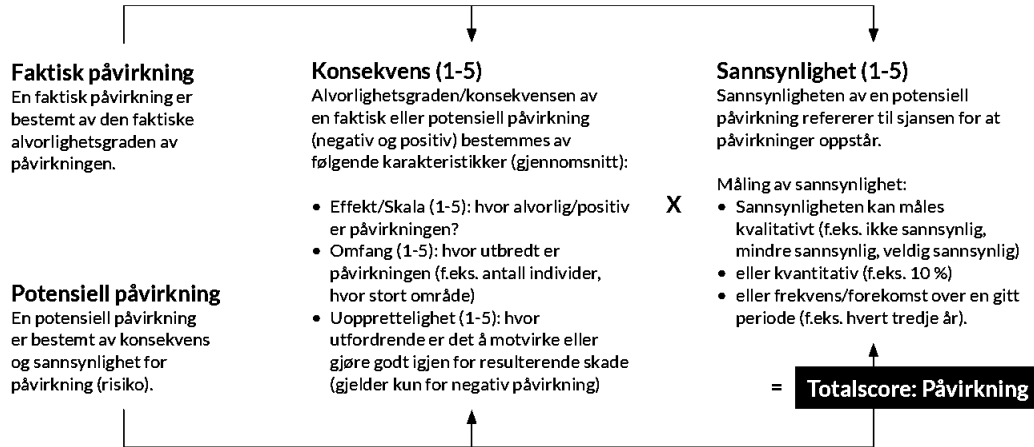 Faktisk påvirkning
En faktisk påvirkning er
bestemt av den faktiske
alvorlighetsgraden av
påvirkningen.
Potensiell påvirkning
En potensiell påvirkning
er bestemt av konsekvens
og sannsynlighet for
påvirkning (risiko).
Konsekvens (1-5)
Alvorlighetsgraden/konsekvensen av
en faktisk eller potensiell påvirkning
(negativ og positiv) bestemmes av
følgende karakteristikker (gjennomsnitt):
• Effekt/Skala (1-5): hvor alvorlig/positiv
er påvirkningen?
• Omfang (1-5): hvor utbredt er
påvirkningen (f.eks. antall individer,
hvor stort område)
• Uopprettelighet (1-5): hvor
utfordrende er det å motvirke eller
gjøre godt igjen for resulterende skade
(gjelder kun for negativ påvirkning)
X
Sannsynlighet (1-5)
Sannsynligheten av en potensiell
påvirkning refererer til sjansen for at
påvirkninger oppstår.
Måling av sannsynlighet:
• Sannsynligheten kan måles
kvalitativt (f.eks. ikke sannsynlig,
mindre sannsynlig, veldig sannsynlig)
• eller kvantitativ (f.eks. 10 %)
• eller frekvens/forekomst over en gitt
periode (f.eks. hvert tredje år).
= Totalscore: Påvirkning